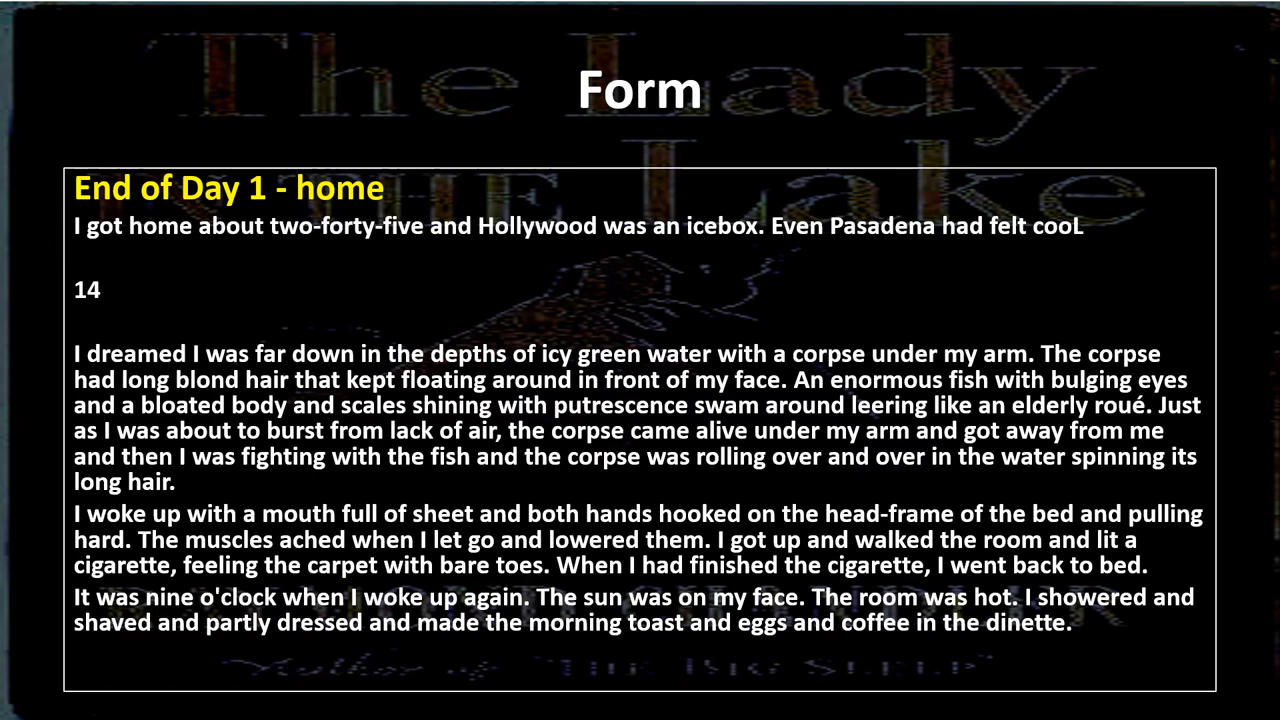 The Lady
Form
IN THE Lake
End of Day 1 - home
I got home about two-forty-five and Hollywood was an icebox. Even Pasadena had felt cooL
14
I dreamed I was far down in the depths of icy green water with a corpse under my arm. The corpse
had long blond hair that kept floating around in front of my face. An enormous fish with bulging eyes
and a bloated body and scales shining with putrescence swam around leering like an elderly roué. Just
as I was about to burst from lack of air, the corpse came alive under my arm and got away from me
and then I was fighting with the fish and the corpse was rolling over and over in the water spinning its
long hair.
I woke up with a mouth full of sheet and both hands hooked on the head-frame of the bed and pulling
hard. The muscles ached when I let go and lowered them. I got up and walked the room and lit a
cigarette, feeling the carpet with bare toes. When I had finished the cigarette, I went back to bed.
It was nine o'clock when I woke up again. The sun was on my face. The room was hot. I showered and
shaved and partly dressed and made the morning toast and eggs and coffee in the dinette.
Author of "THE BIG SLEEP"